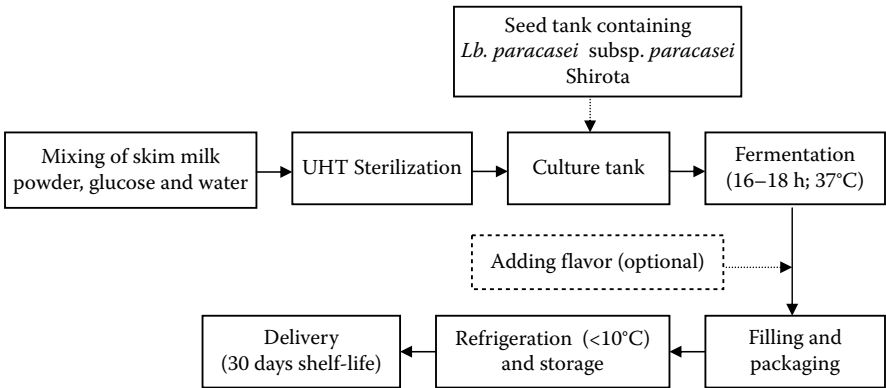 Seed tank containing
Lb. paracasei subsp. paracasei
Shirota
Mixing of skim milk
powder, glucose and water
UHT Sterilization
Culture tank
Fermentation
(16–18 h; 37°C)
Adding flavor (optional)
Delivery
(30 days shelf-life)
Refrigeration (<10°C)
and storage
Filling and
packaging